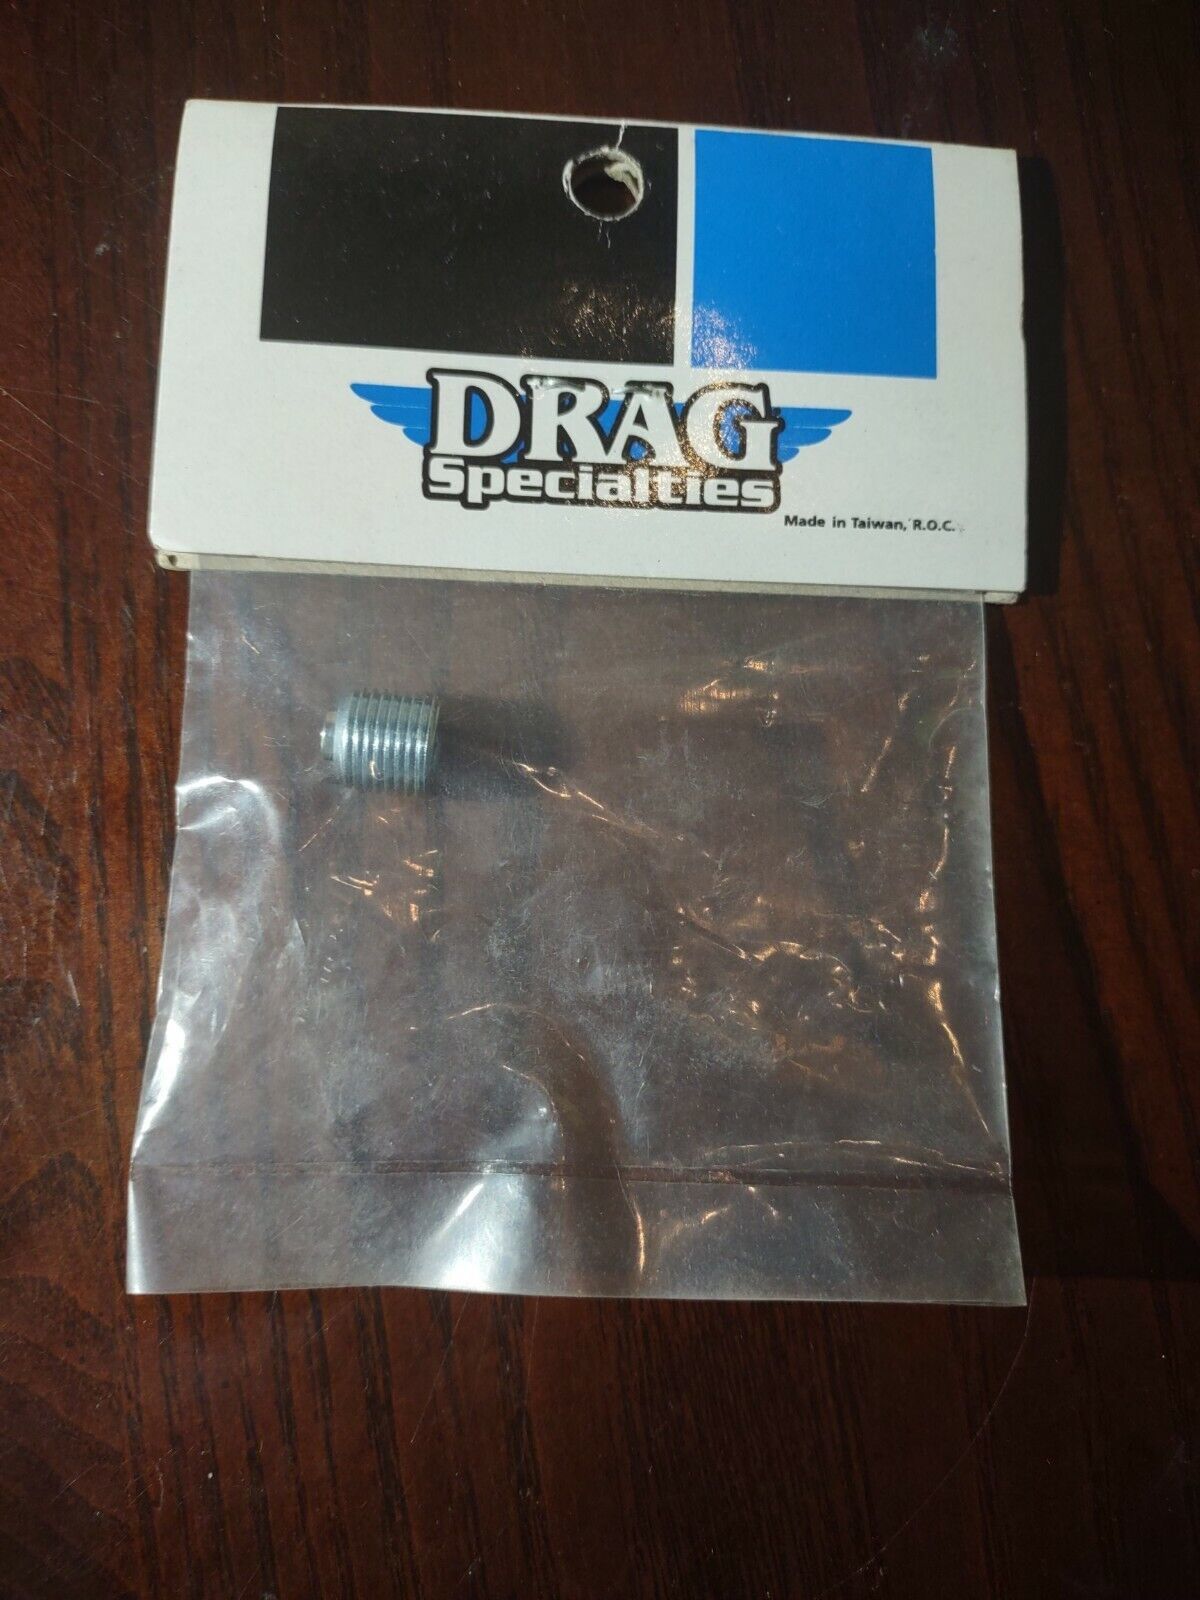 DRAG
Specialties
Made in Taiwan, R.O.C.